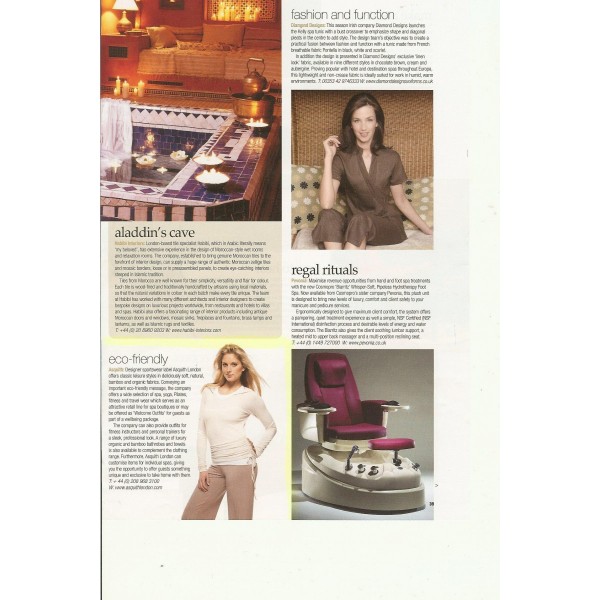 fashion and function
Diamond Designs: This season Irish company Diamond Designs launches
the Kelly spa tunic with a bust crossover to emphasise shape and diagonal
pleats in the centre to add style. The design team's objective was to create a
practical fusion between fashion and function with a tunic made from French
breathable fabric Pontella in black, white and scarlet.
In addition the design is presented in Diamond Designs' exclusive 'linen
look' fabric, available in nine different styles in chocolate brown, cream and
aubergine. Proving popular with hotel and destination spas throughout Europe,
this lightweight and non-crease fabric is ideally suited for work in humid, warm
environments. T: 00353 42 9746333 W: www.diamonddesignsuniforms.co.uk
aladdin's cave
Habibi Interiors: London-based tile specialist Habibi, which in Arabic literally means
'my beloved', has extensive experience in the design of Moroccan-style wet rooms
and relaxation rooms. The company, established to bring genuine Moroccan tiles to the
forefront of interior design, can supply a huge range of authentic Moroccan zellige tiles
and mosaic borders, loose or in preassembled panels, to create eye catching interiors
steeped in Islamic tradition.
Tiles from Morocco are well known for their simplicity, versatility and flair for colour.
Each tile is wood fired and traditionally handcrafted by artisans using local materials,
so that the natural variations in colour in each batch make every tile unique. The team
at Habibi has worked with many different architects and interior designers to create
bespoke designs on luxurious projects worldwide, from restaurants and hotels to villas
and spas. Habibi also offers a fascinating range of interior products including antique
Moroccan doors and windows, mosaic sinks, headrests and fountains, brass lamps and
lanterns, as well as Islamic rugs and textiles.
T: +44 (0) 20 8960 9203 W: www.habibi-interiors.com
regal rituals
Pevonia: Maximise revenue opportunities from hand and foot spa treatments
with the new Cosmopro 'Biarritz' Whisper-Soft, Pipeless Hydrotherapy Foot
Spa. Now available from Cosmopro's sister company Pevonia, this plush unit
is designed to bring new levels of luxury, comfort and client safety to your
manicure and pedicure services.
Ergonomically designed to give maximum client comfort, the system offers
a pampering, quiet treatment experience as well a simple, NSF Certified (NSF
International) disinfection process and desirable levels of energy and water
consumption. The Biarritz also gives the client soothing lumbar support, a
heated mid to upper back massager and a multi-position reclining seat.
T: +44 (0) 1449 727000 W: www.pevonia.co.uk
eco-friendly
Asquith: Designer sportswear label Asquith London
offers classic leisure styles in deliciously soft, natural,
bamboo and organic fabrics. Conveying an
important eco-friendly message, the company
offers a wide selection of spa, yoga, Pilates,
fitness and travel wear which serves as an
attractive retail line for spa boutiques or may
be offered as 'Welcome Outfits' for guests as
part of a wellbeing package.
The company can also provide outfits for
fitness instructors and personal trainers for
a sleek, professional look. A range of luxury
organic and bamboo bathrobes and towels
is also available to complement the clothing
range. Furthermore, Asquith London can
customise items for individual spas, giving
you the opportunity to offer guests something
unique and exclusive to take home with them.
T: + 44 (0) 208 968 3100
W: www.asquithlondon.com